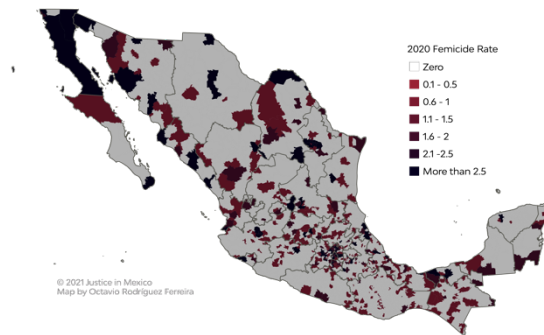 2020 Femicide Rate
Zero
0.1 - 0.5
0.6 - 1
1.1 - 1.5
1.6 - 2
2.1 -2.5
More than 2.5
© 2021 Justice in Mexico
Map by Octavio Rodríguez Ferreira